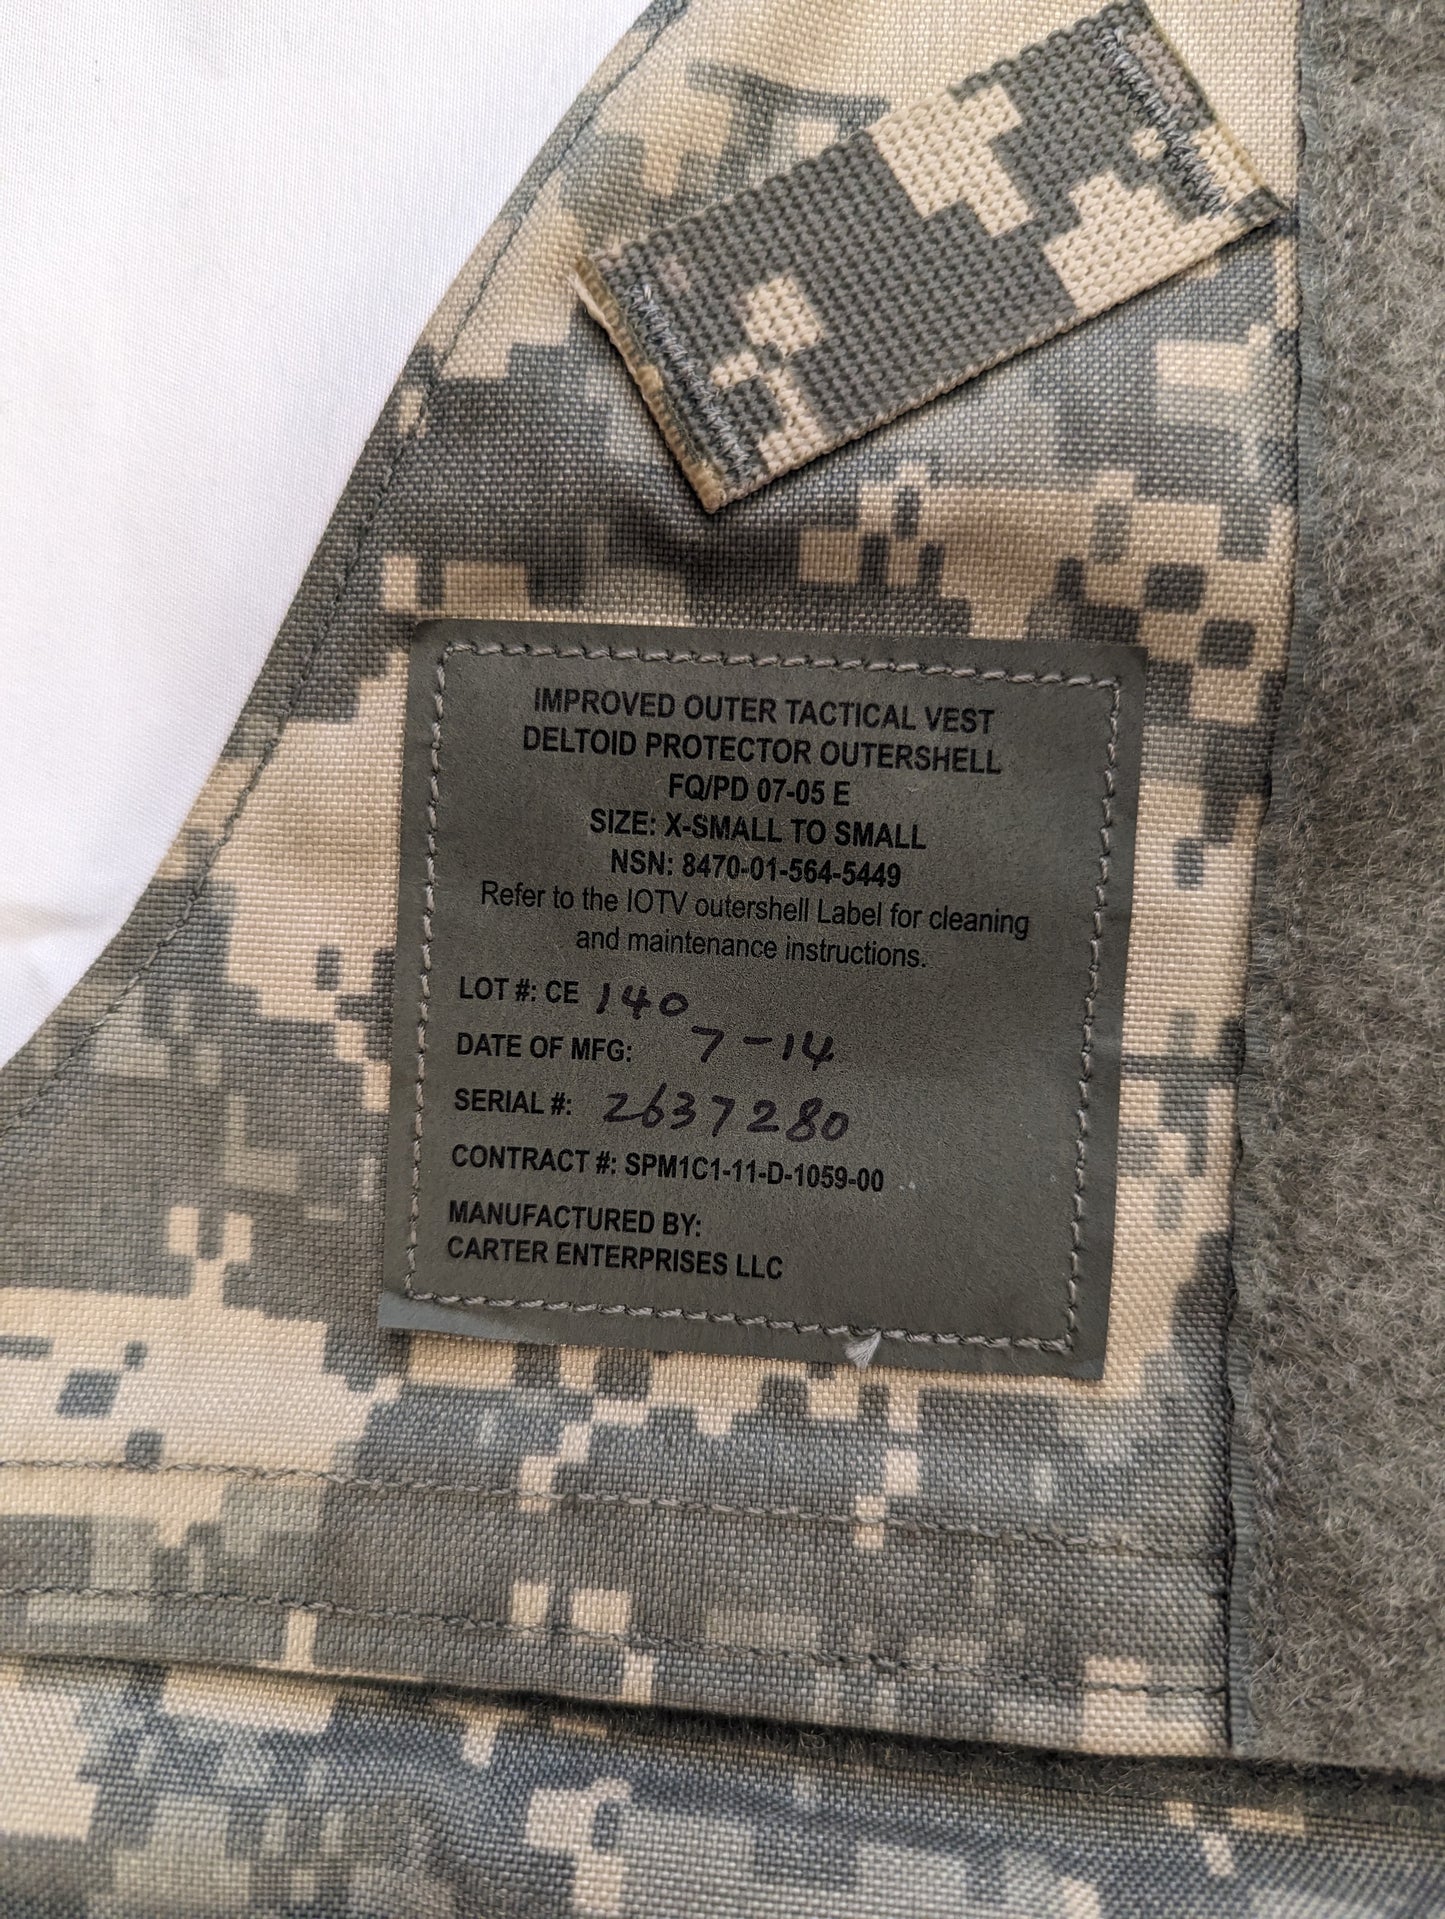 IMPROVED OUTER TACTICAL VEST
DELTOID PROTECTOR OUTERSHELL
FQ/PD 07-05 E
SIZE: X-SMALL TO SMALL
NSN: 8470-01-564-5449
Refer to the IOTV outershell Label for cleaning
and maintenance instructions.
LOT #: CE 140
DATE OF MFG: 7-14
SERIAL #: 2637280
CONTRACT #: SPM1C1-11-D-1059-00
MANUFACTURED BY:
CARTER ENTERPRISES LLC